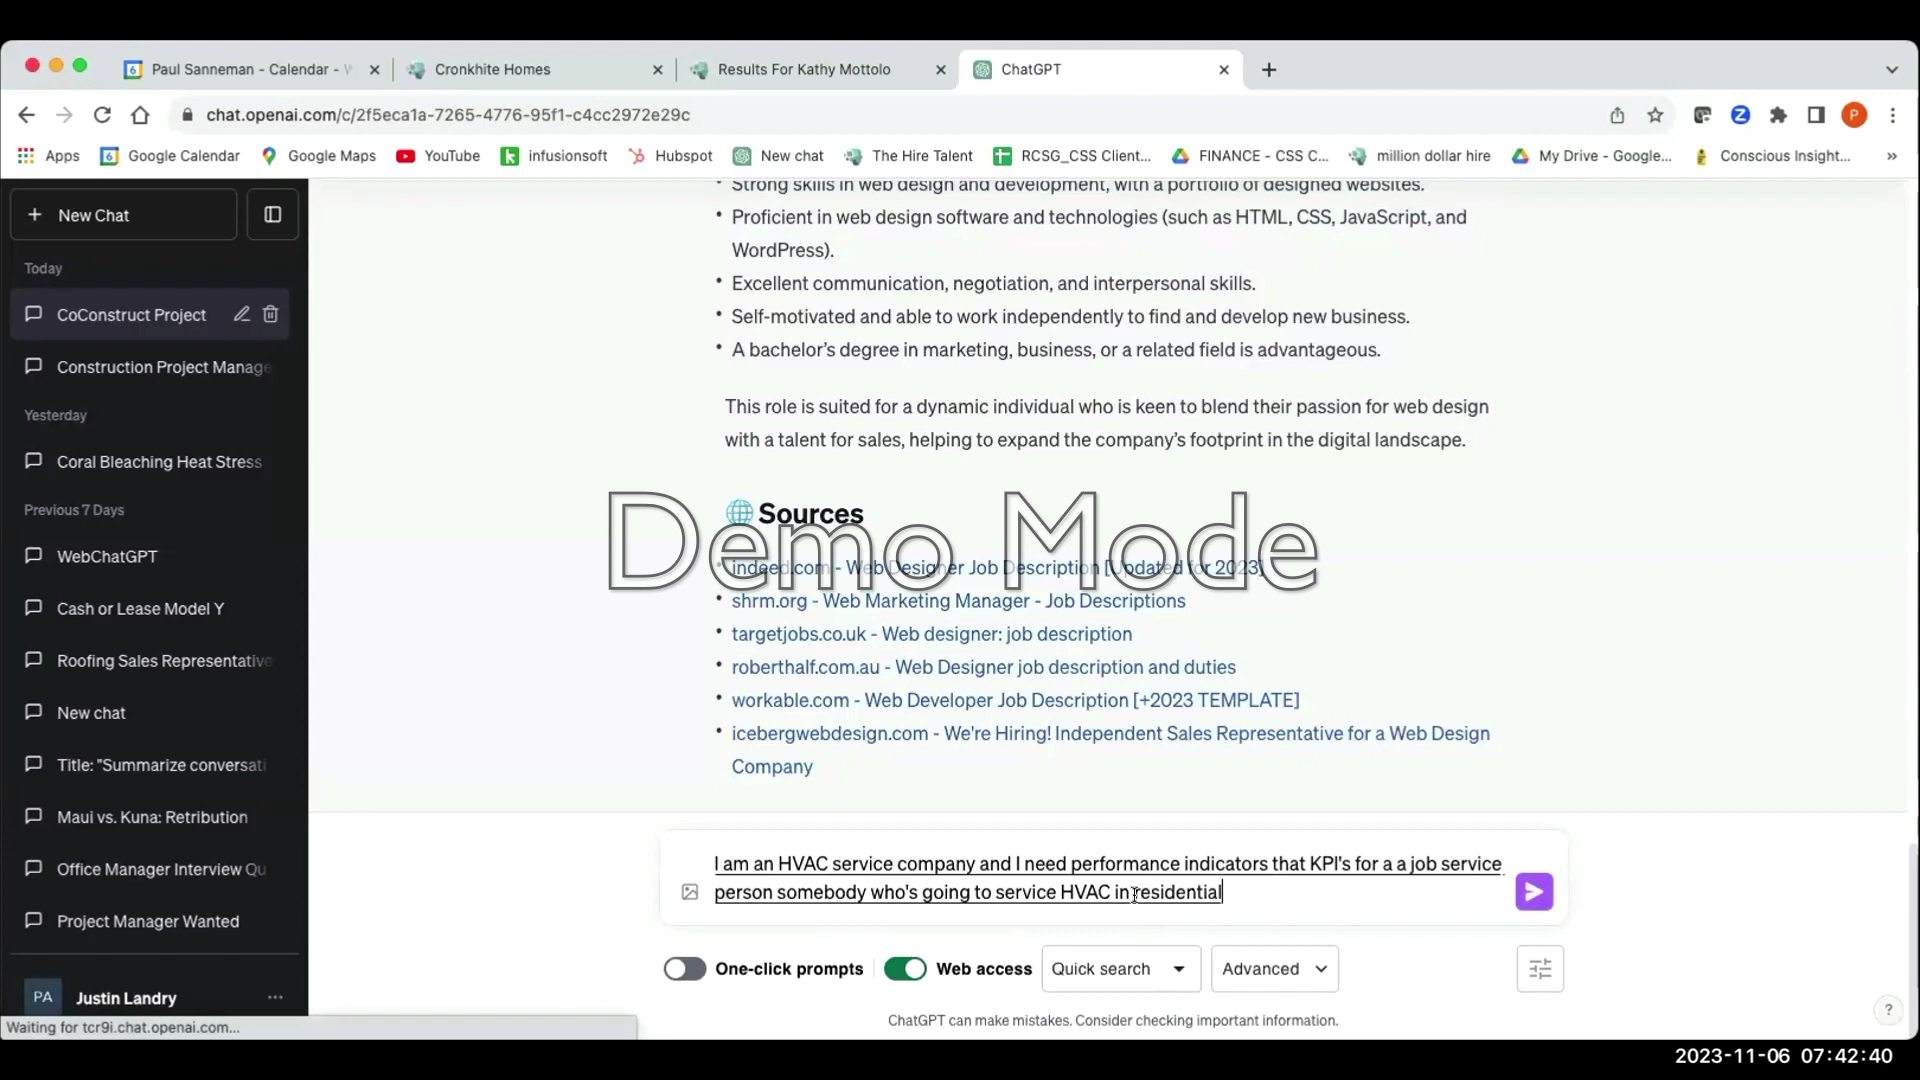 Paul Sanneman - Calendar - W
Cronkhite Homes
Results For Kathy Mottolo
ChatGPT
chat.openai.com/c/2f5eca1a-7265-4776-95f1-c4cc2972e29c
P
Apps
Google Calendar
Google Maps
YouTube
infusionsoft
Hubspot
New chat
The Hire Talent
RCSG_CSS Client...
FINANCE - CSS C...
million dollar hire
My Drive - Google...
Conscious Insight...
»
New Chat
Today
CoConstruct Project
Construction Project Manage
Yesterday
Coral Bleaching Heat Stress
Previous 7 Days
WebChatGPT
Cash or Lease Model Y
Roofing Sales Representative
New chat
Title: "Summarize conversati
Maui vs. Kuna: Retribution
Office Manager Interview Qu
Project Manager Wanted
PA
Justin Landry
Waiting for tcr9i.chat.openai.com...
• Strong skills in web design and development, with a portfolio of designed websites.
• Proficient in web design software and technologies (such as HTML, CSS, JavaScript, and
WordPress).
• Excellent communication, negotiation, and interpersonal skills.
• Self-motivated and able to work independently to find and develop new business.
• A bachelor's degree in marketing, business, or a related field is advantageous.
This role is suited for a dynamic individual who is keen to blend their passion for web design
with a talent for sales, helping to expand the company's footprint in the digital landscape.
Sources
Demo Mode
• indeed.com - Web Designer Job Description [Updated for 2023]
• shrm.org - Web Marketing Manager - Job Descriptions
• targetjobs.co.uk - Web designer: job description
• roberthalf.com.au - Web Designer job description and duties
• workable.com - Web Developer Job Description [+2023 TEMPLATE]
• icebergwebdesign.com - We're Hiring! Independent Sales Representative for a Web Design
Company
I am an HVAC service company and I need performance indicators that KPI's for a a job service
person somebody who's going to service HVAC in residential
One-click prompts
Web access
Quick search
Advanced
ChatGPT can make mistakes. Consider checking important information.
?
2023-11-06 07:42:40